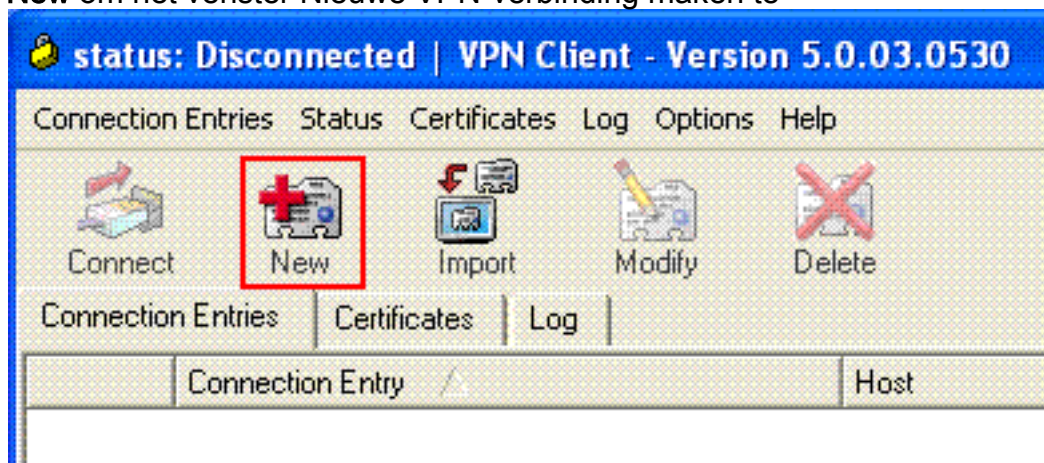 New om het venster Nieuwe VPN-verbinding maken te
status: Disconnected | VPN Client - Version 5.0.03.0530
Connection Entries Status Certificates Log Options Help
Connect New Import Modify Delete
Connection Entries Certificates Log
Connection Entry Host